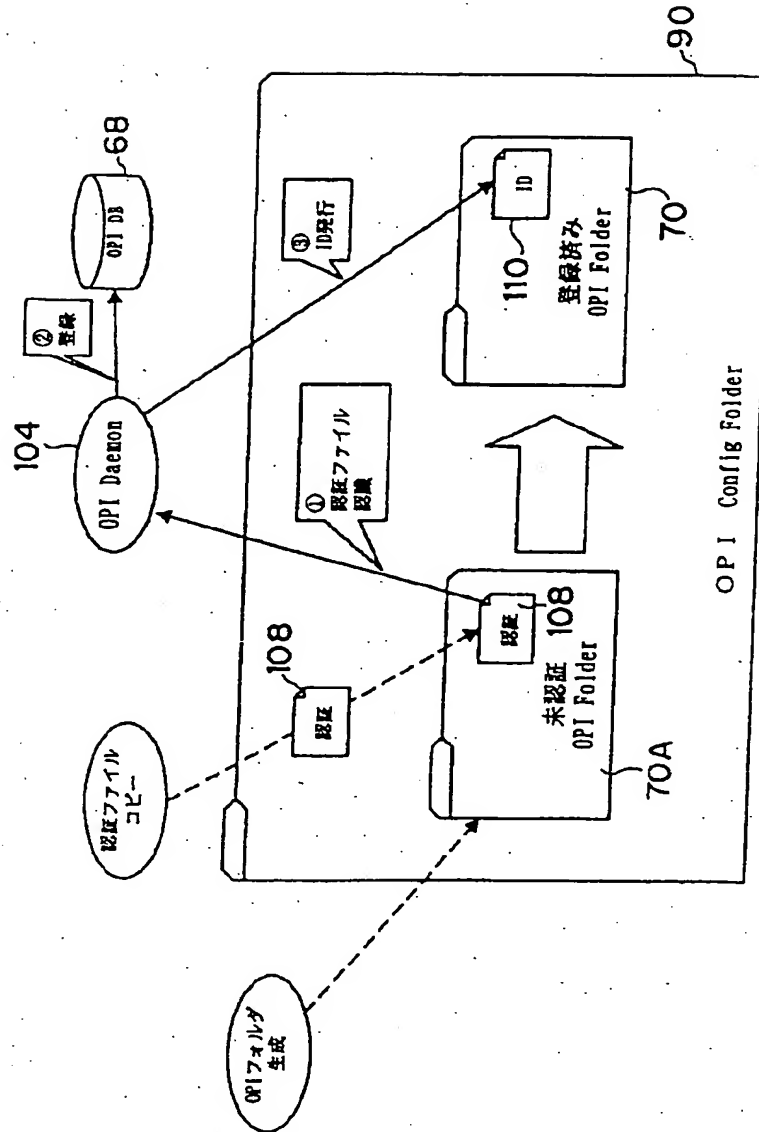 104
OPI Daemon
②
登録
68
OPI DB
認証ファイル
コピー
OPIフォルダ
生成
108
認証
①
認証ファイル
認識
③
ID発行
認証
108
未認証
OPI Folder
70A
ID
110
登録済み
OPI Folder
70
OPI Config Folder
90